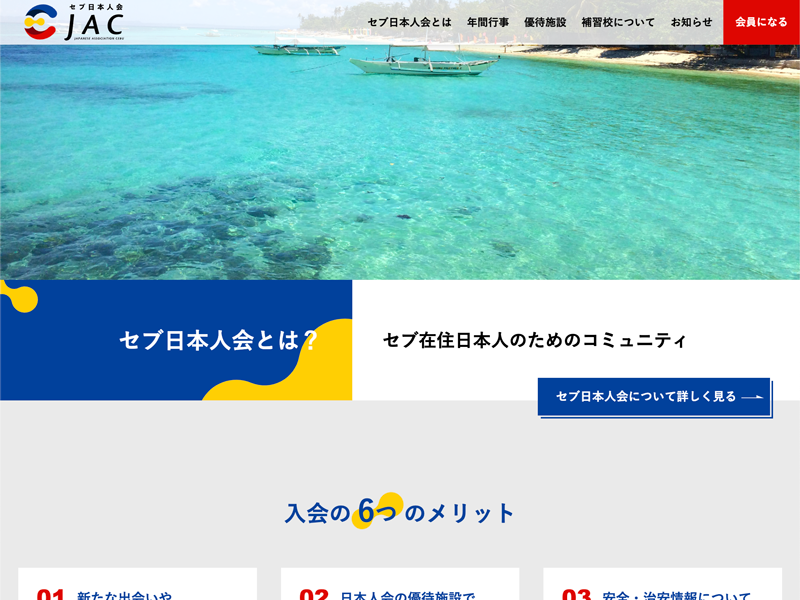 セブ日本人会
JAC
JAPANESE ASSOCIATION CEBU
セブ日本人会とは 年間行事 優待施設 補習校について お知らせ 会員になる
セブ日本人会とは？ セブ在住日本人のためのコミュニティ
セブ日本人会について詳しく見る
入会の6つのメリット
01 新たな出会いや 02 日本人会の優待施設で 03 安全・治安情報について